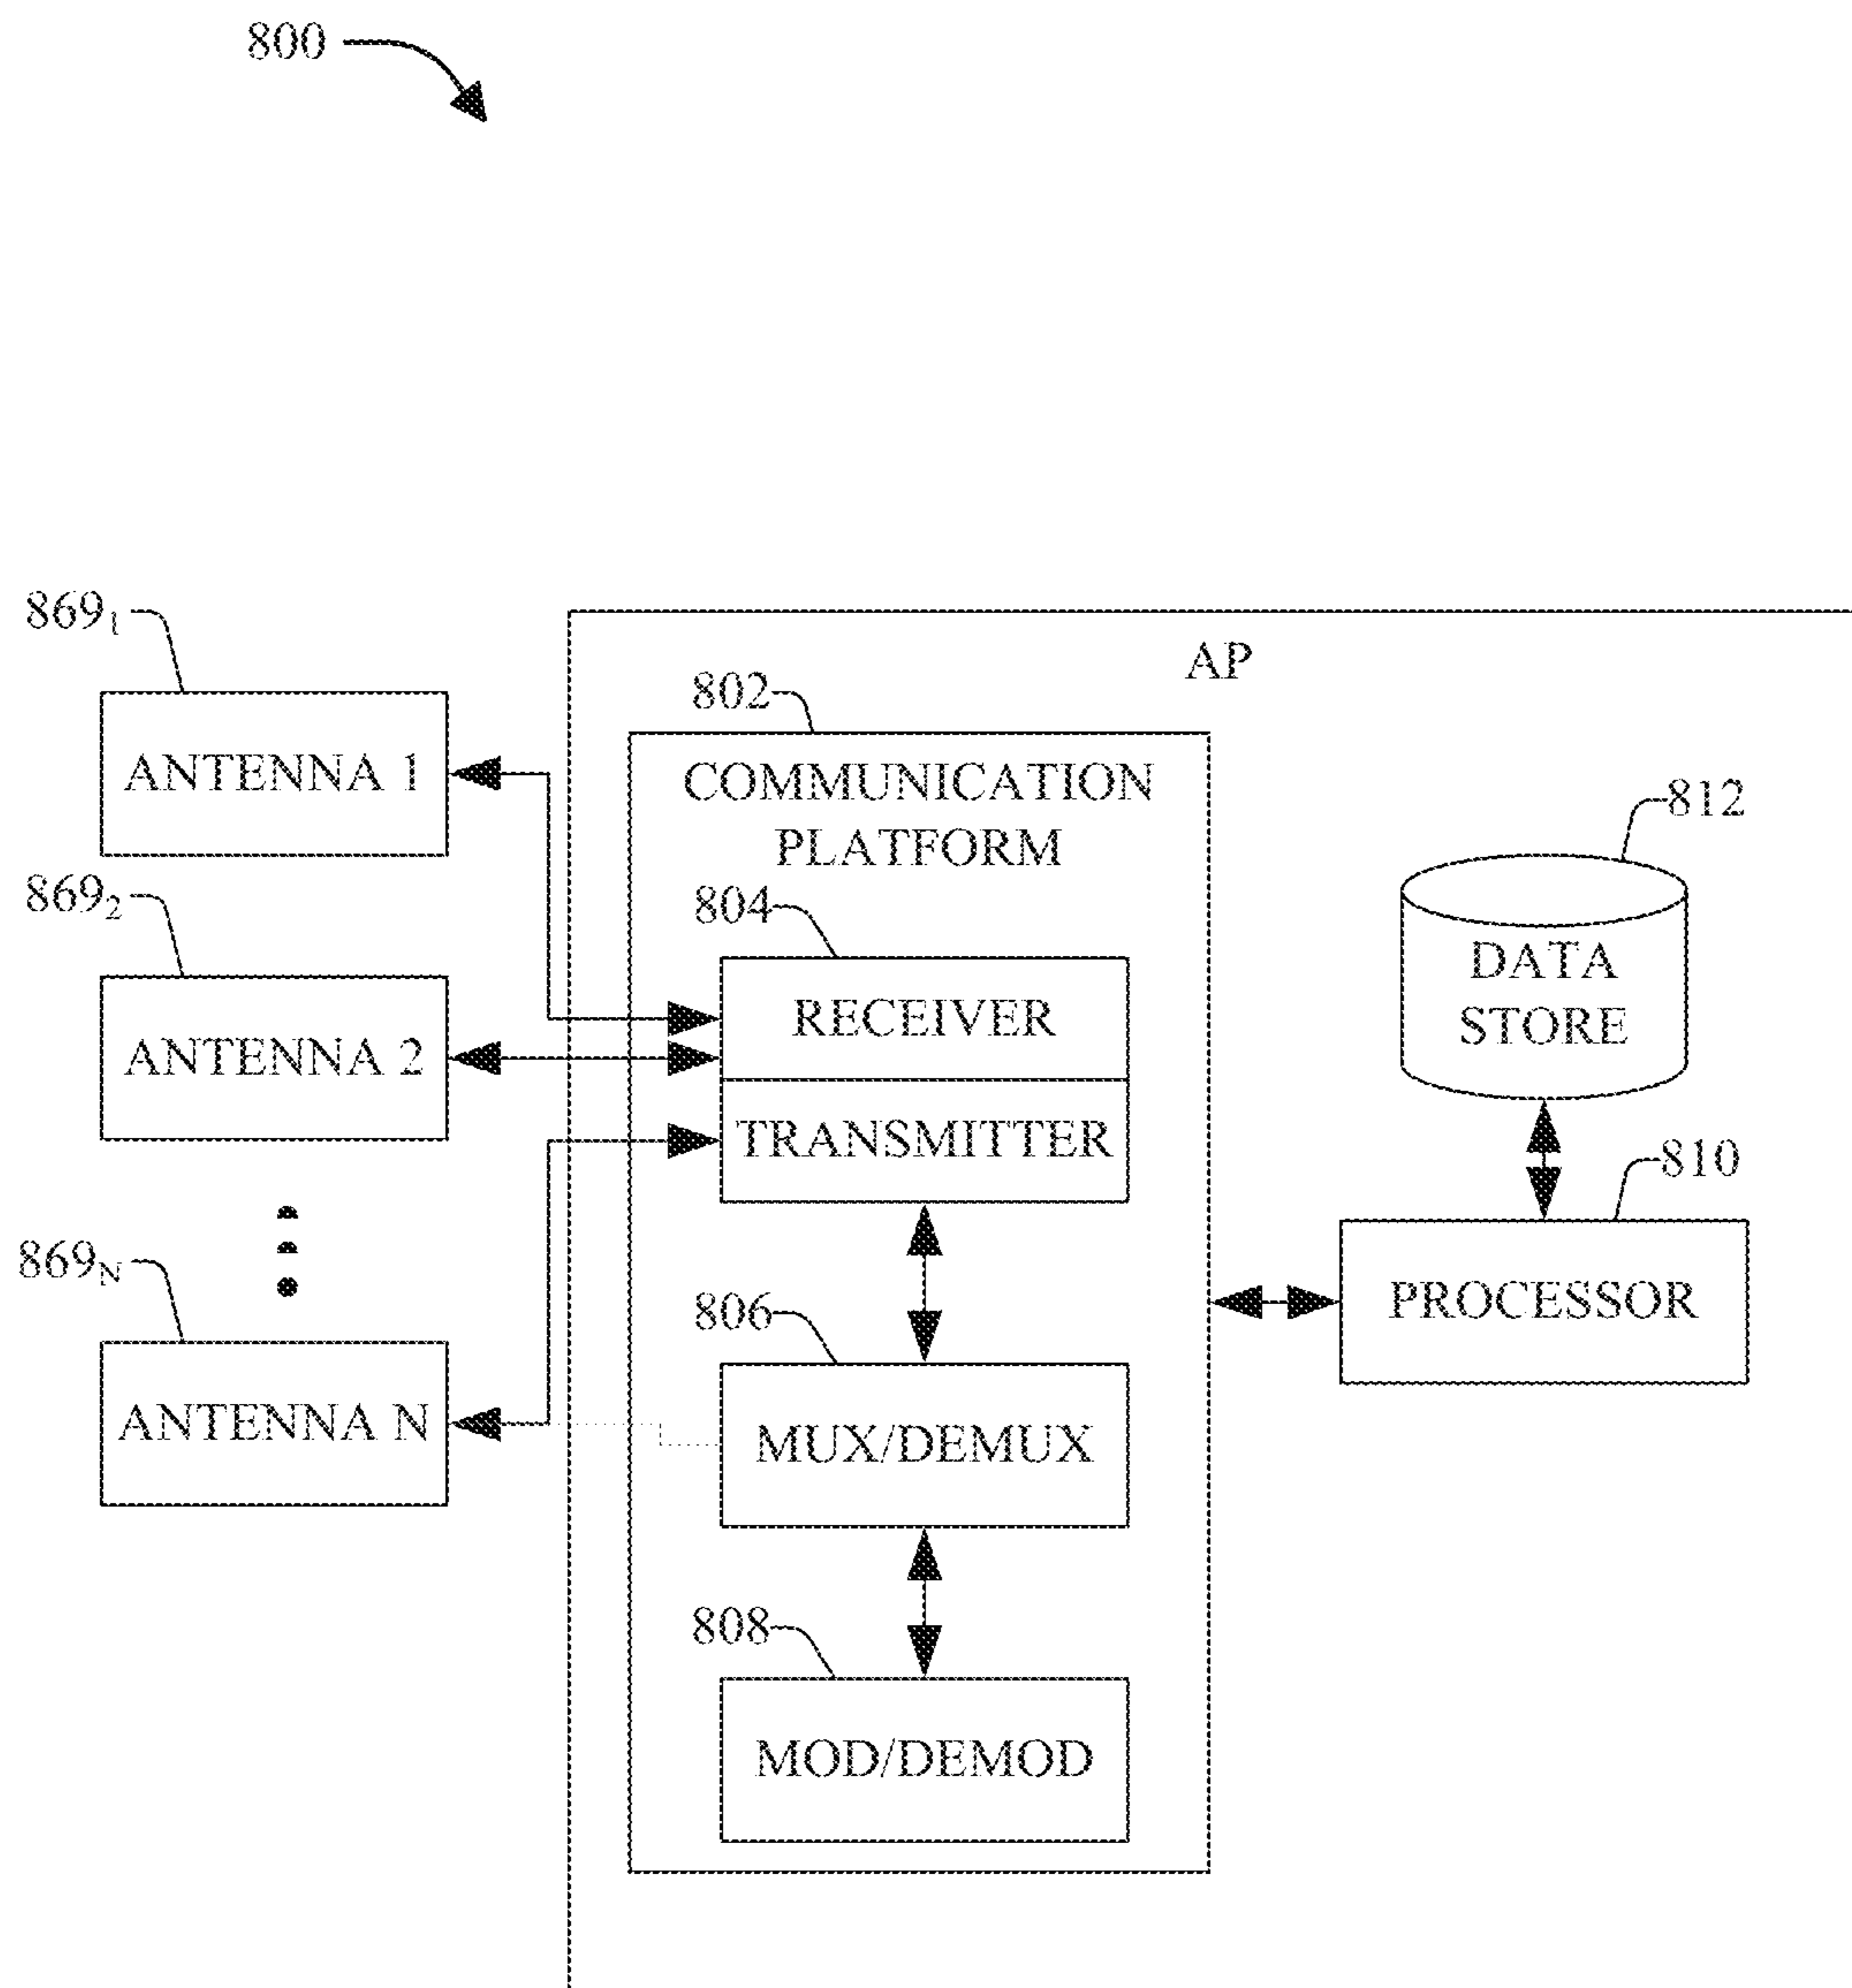 800
869₁
AP
802
ANTENNA 1
COMMUNICATION
PLATFORM
812
869₂
804
DATA
STORE
RECEIVER
ANTENNA 2
TRANSMITTER
810
869_N
806
PROCESSOR
ANTENNA N
MUX/DEMUX
808
MOD/DEMOD